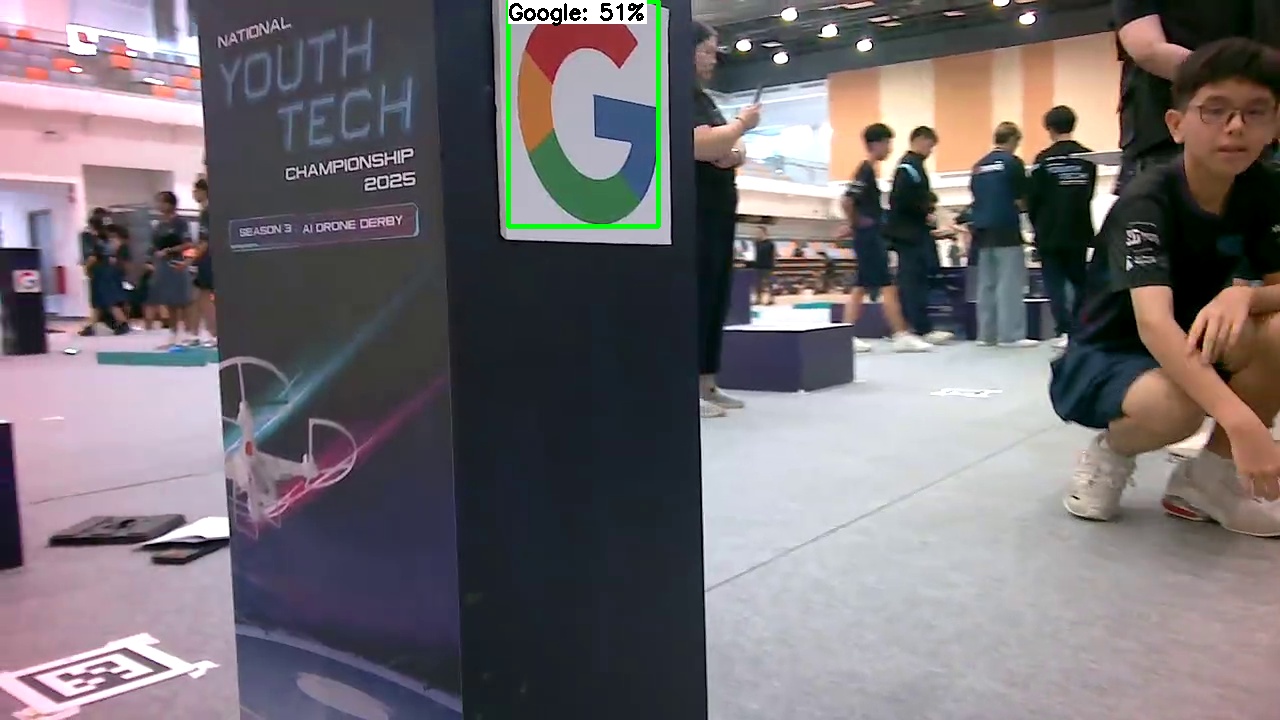 Google: 51%
NATIONAL
YOUTH
TECH
CHAMPIONSHIP
2025
SEASON 3 AI DRONE DERBY
G